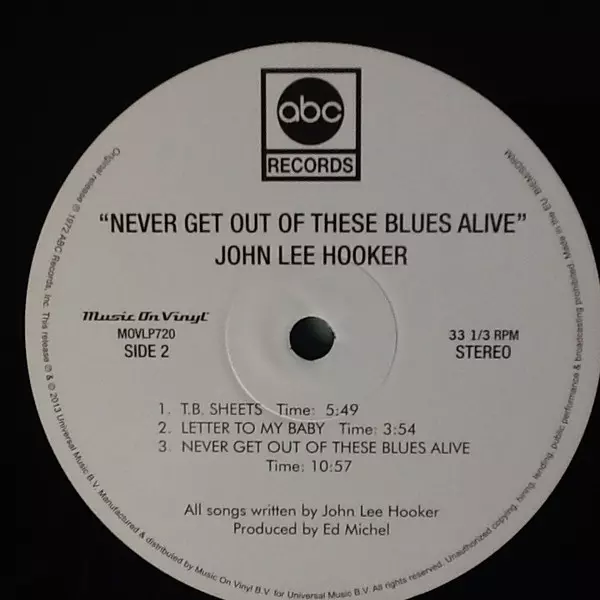 abc
RECORDS
"NEVER GET OUT OF THESE BLUES ALIVE"
JOHN LEE HOOKER
Music On Vinyl
MOVLP720
SIDE 2
33 1/3 RPM
STEREO
1. T.B. SHEETS Time: 5:49
2. LETTER TO MY BABY Time: 3:54
3. NEVER GET OUT OF THESE BLUES ALIVE
Time: 10:57
All songs written by John Lee Hooker
Produced by Ed Michel
Original release ℗ 1972 ABC Records, Inc. This release ℗ & © 2013 Universal Music B.V. Manufactured & distributed by Music On Vinyl B.V. for Universal Music B.V. All rights reserved. Unauthorized copying, hiring, lending, public performance & broadcasting prohibited. Made in the EU. BIEM/SDRM